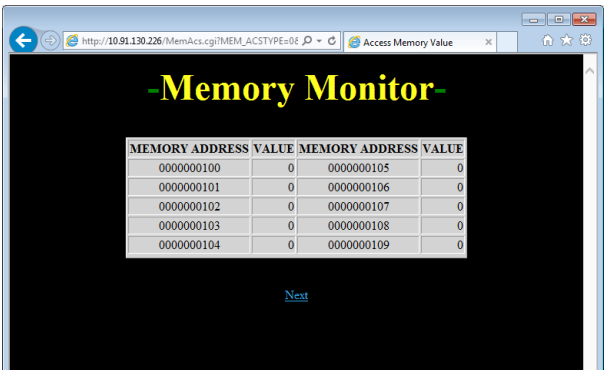 http://10.91.130.226/MemAcs.cgi?MEM_ACSTYPE=0&
Access Memory Value
-Memory Monitor-
MEMORY ADDRESS VALUE MEMORY ADDRESS VALUE
0000000100 0 0000000105 0
0000000101 0 0000000106 0
0000000102 0 0000000107 0
0000000103 0 0000000108 0
0000000104 0 0000000109 0
Next